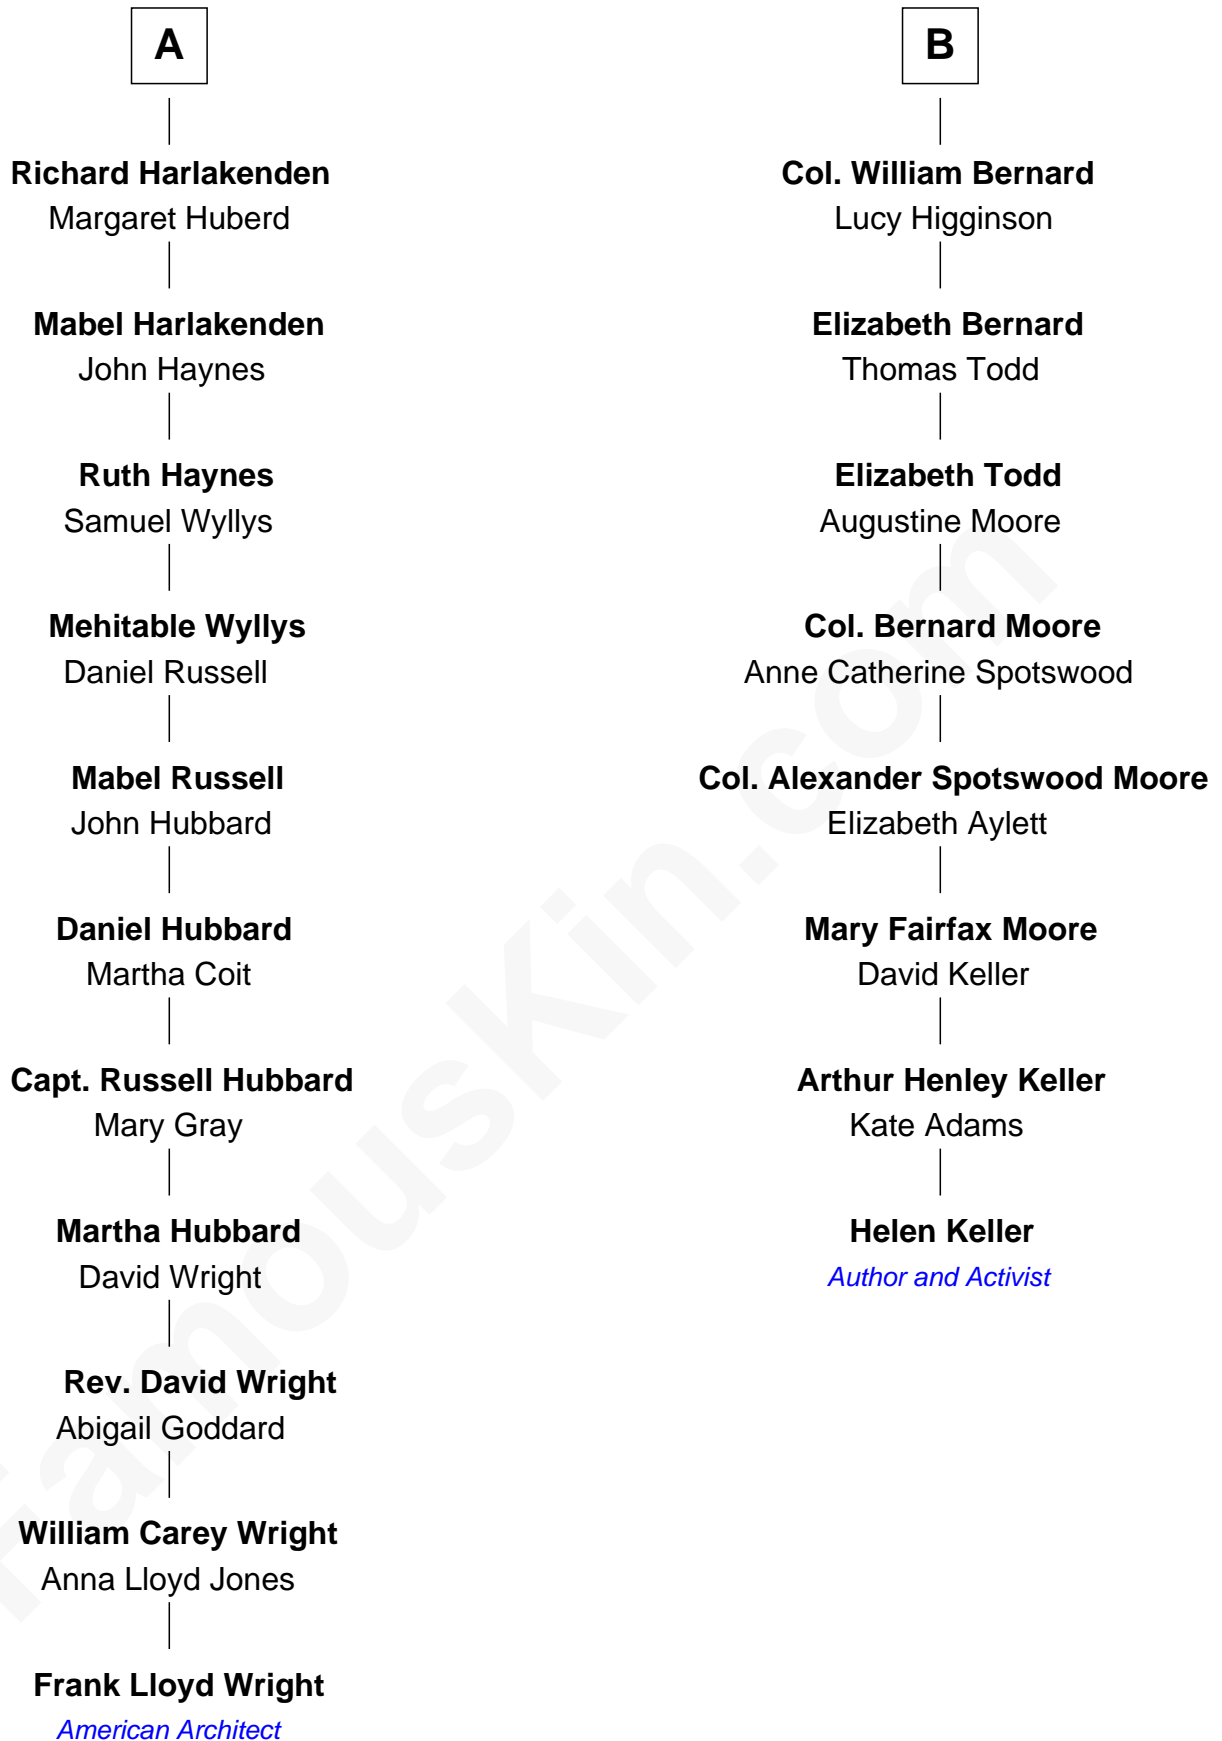 A
Richard Harlakenden
Margaret Huberd
Mabel Harlakenden
John Haynes
Ruth Haynes
Samuel Wyllys
Mehitable Wyllys
Daniel Russell
Mabel Russell
John Hubbard
Daniel Hubbard
Martha Coit
Capt. Russell Hubbard
Mary Gray
Martha Hubbard
David Wright
Rev. David Wright
Abigail Goddard
William Carey Wright
Anna Lloyd Jones
Frank Lloyd Wright
American Architect
B
Col. William Bernard
Lucy Higginson
Elizabeth Bernard
Thomas Todd
Elizabeth Todd
Augustine Moore
Col. Bernard Moore
Anne Catherine Spotswood
Col. Alexander Spotswood Moore
Elizabeth Aylett
Mary Fairfax Moore
David Keller
Arthur Henley Keller
Kate Adams
Helen Keller
Author and Activist
FamousKin.com